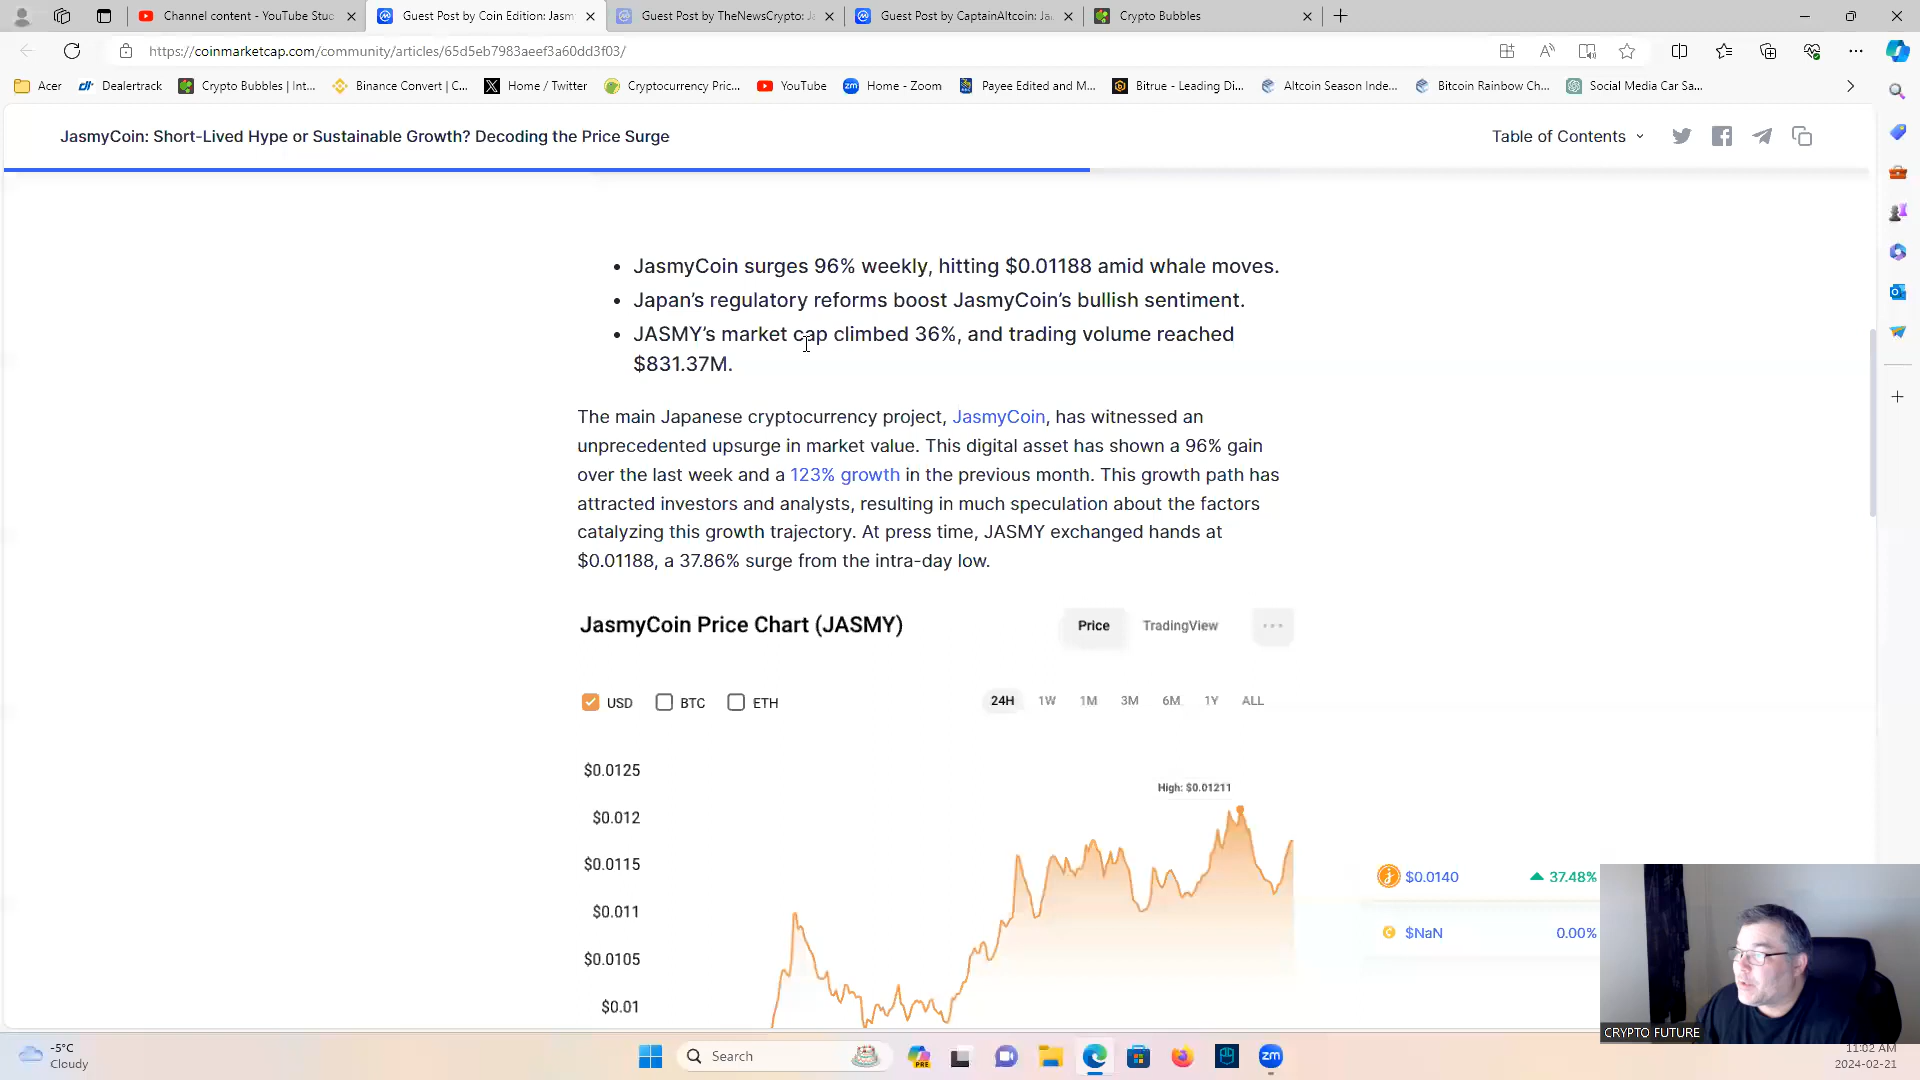 Channel content - YouTube Stuc
Guest Post by Coin Edition: Jasm
Guest Post by TheNewsCrypto: Ja
Guest Post by CaptainAltcoin: Ja
Crypto Bubbles
https://coinmarketcap.com/community/articles/65d5eb7983aeef3a60dd3f03/
Acer
Dealertrack
Crypto Bubbles | Int...
Binance Convert | C...
Home / Twitter
Cryptocurrency Pric...
YouTube
Home - Zoom
Payee Edited and M...
Bitrue - Leading Di...
Altcoin Season Inde...
Bitcoin Rainbow Ch...
Social Media Car Sa...
JasmyCoin: Short-Lived Hype or Sustainable Growth? Decoding the Price Surge
Table of Contents
• JasmyCoin surges 96% weekly, hitting $0.01188 amid whale moves.
• Japan's regulatory reforms boost JasmyCoin's bullish sentiment.
• JASMY's market cap climbed 36%, and trading volume reached
$831.37M.
The main Japanese cryptocurrency project, JasmyCoin, has witnessed an
unprecedented upsurge in market value. This digital asset has shown a 96% gain
over the last week and a 123% growth in the previous month. This growth path has
attracted investors and analysts, resulting in much speculation about the factors
catalyzing this growth trajectory. At press time, JASMY exchanged hands at
$0.01188, a 37.86% surge from the intra-day low.
JasmyCoin Price Chart (JASMY)
Price
TradingView
USD
BTC
ETH
24H
1W
1M
3M
6M
1Y
ALL
$0.0125
High: $0.01211
$0.012
$0.0115
$0.011
$0.0105
$0.01
$0.0140
37.48%
$NaN
0.00%
CRYPTO FUTURE
-5°C
Cloudy
Search
PRE
zm
11:02 AM
2024-02-21